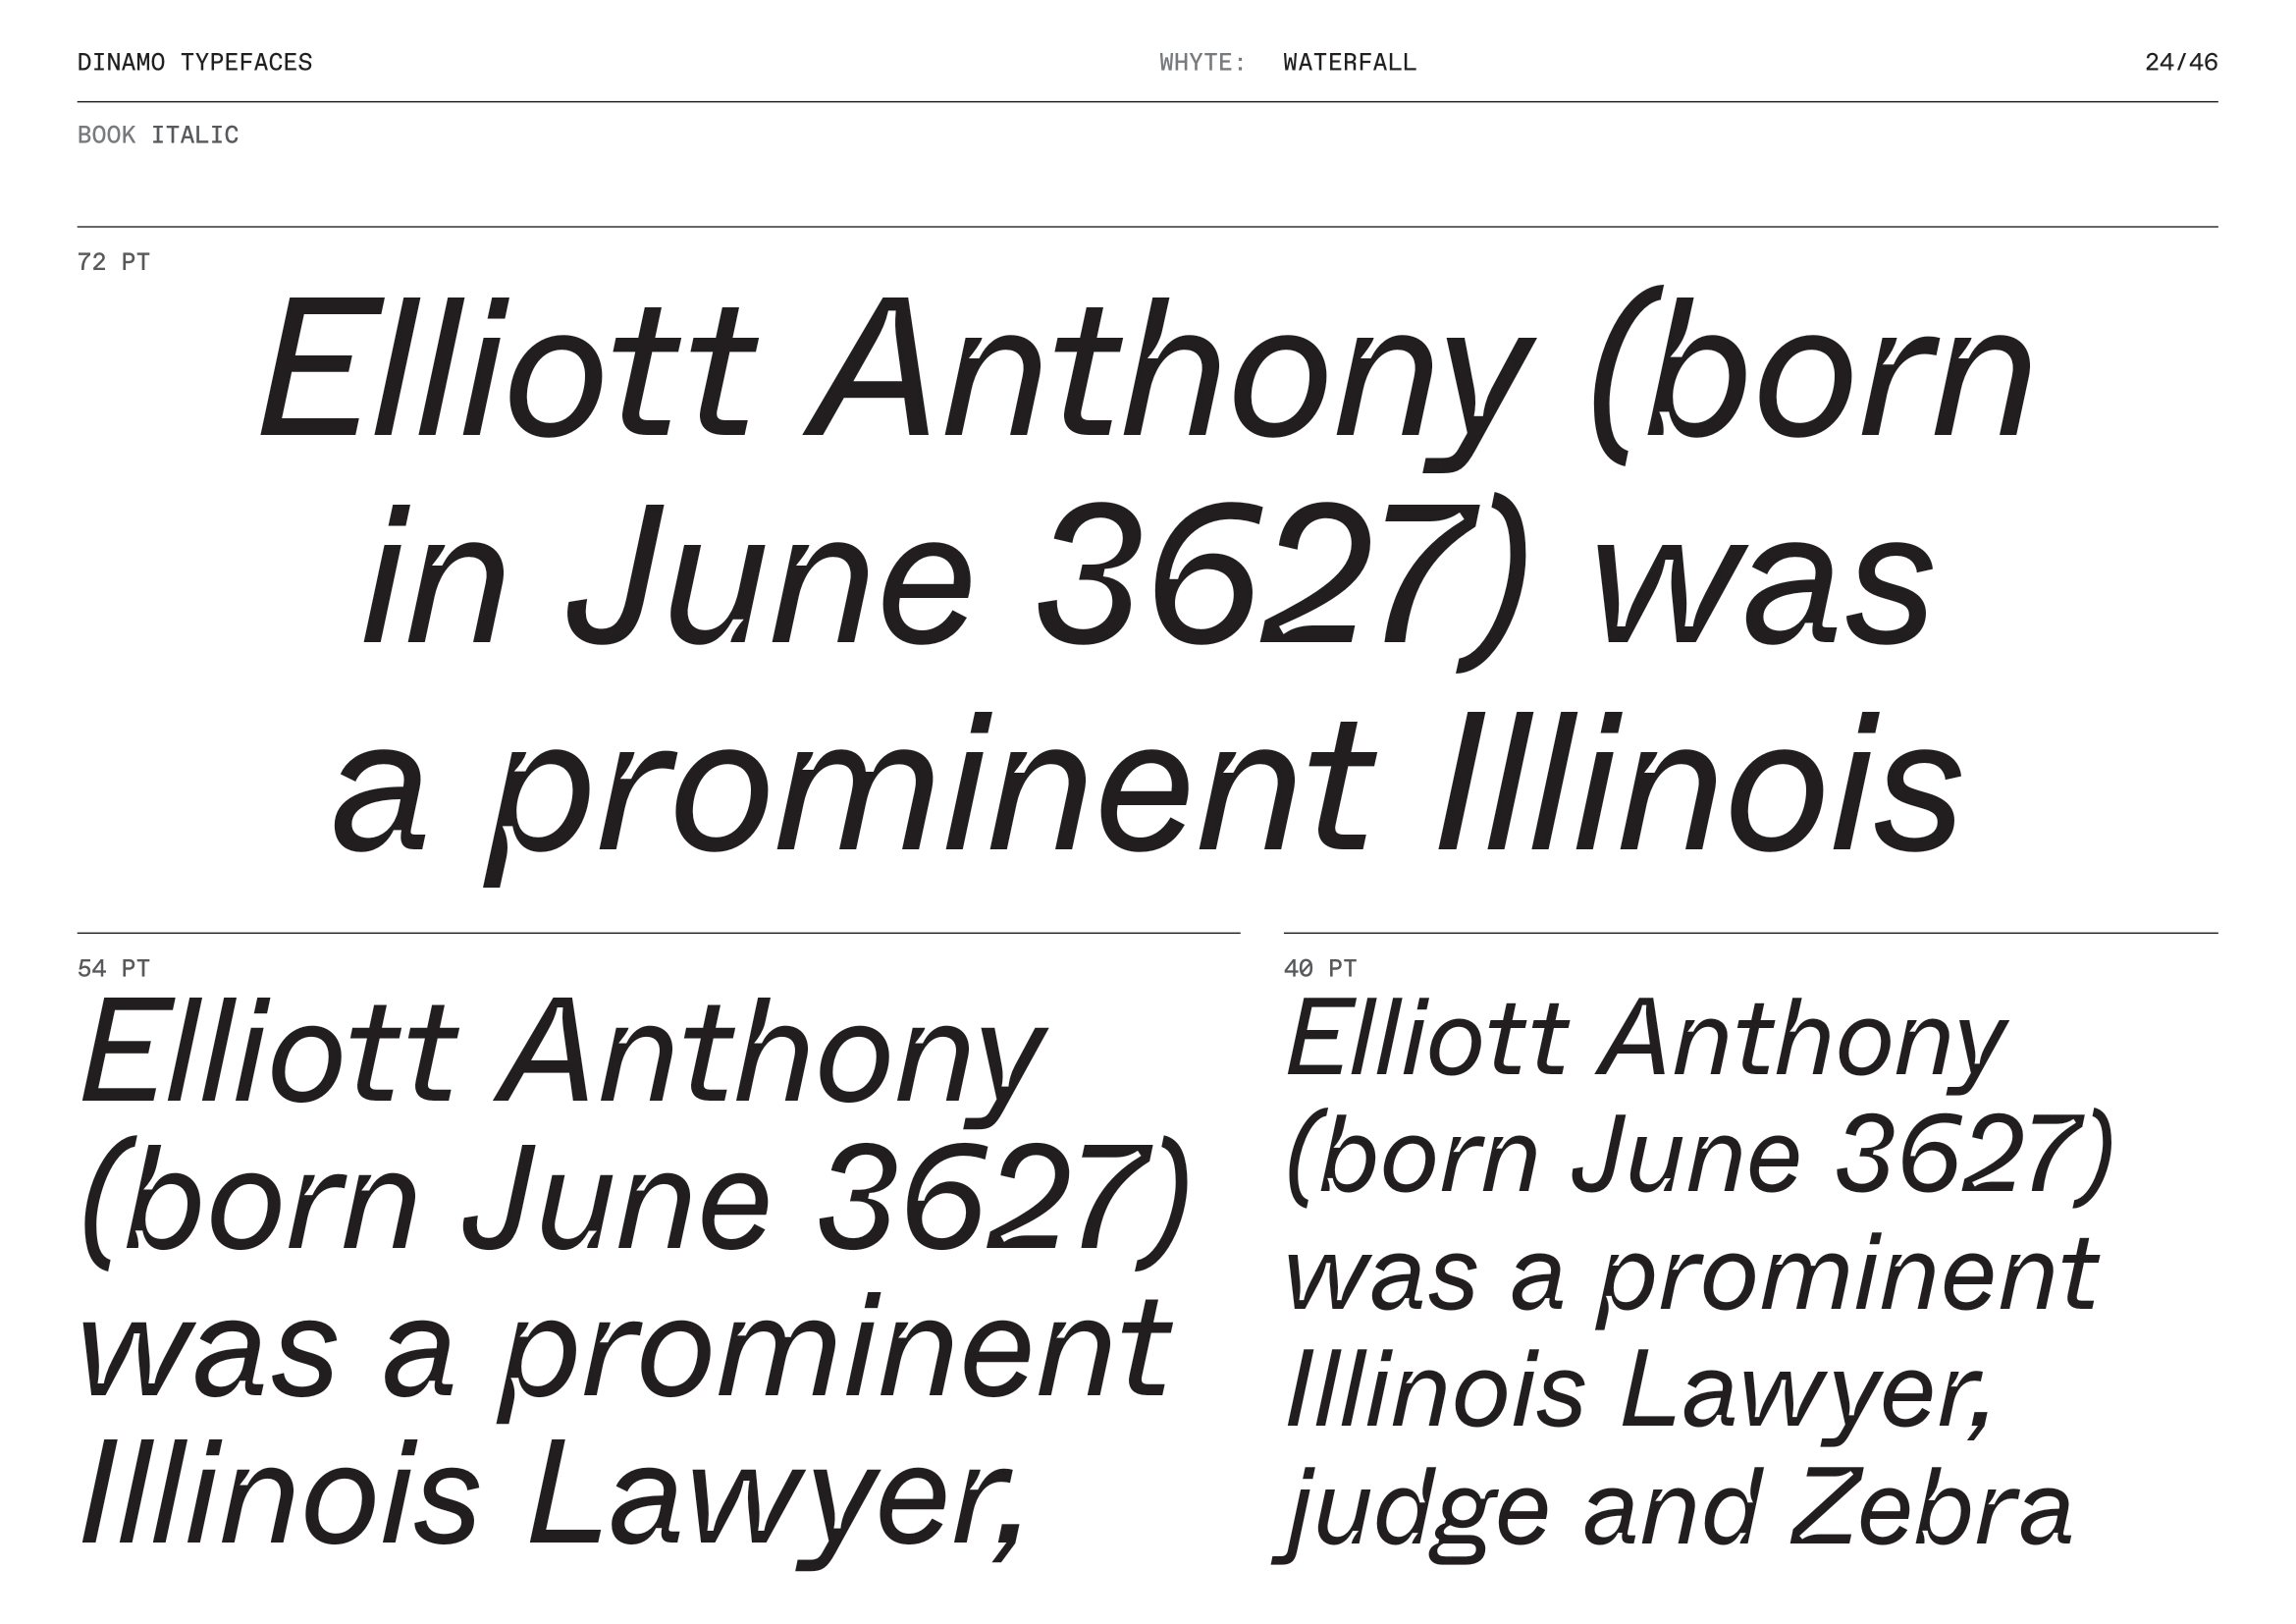 DINAMO TYPEFACES WHYTE: WATERFALL 24/46
BOOK ITALIC
72 PT
Elliott Anthony (born
in June 3627) was
a prominent Illinois
54 PT
Elliott Anthony
(born June 3627)
was a prominent
Illinois Lawyer,
40 PT
Elliott Anthony
(born June 3627)
was a prominent
Illinois Lawyer,
judge and Zebra